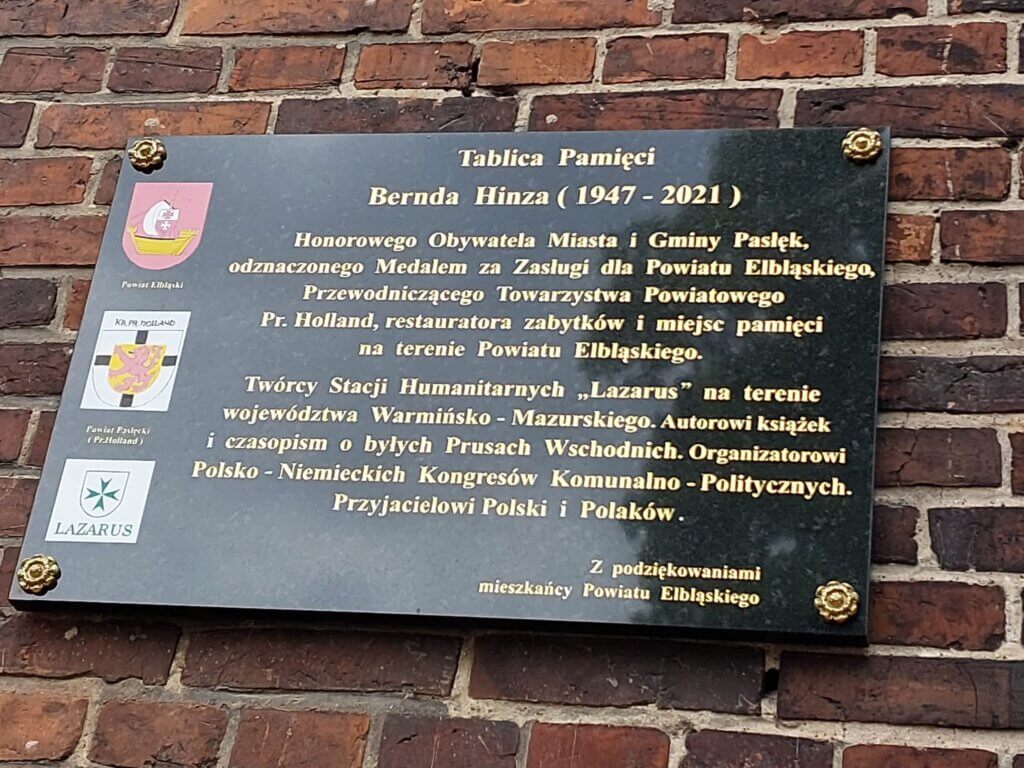 Tablica Pamięci
Bernda Hinza ( 1947 - 2021 )
Honorowego Obywatela Miasta i Gminy Pasłęk,
odznaczonego Medalem za Zasługi dla Powiatu Elbląskiego,
Przewodniczącego Towarzystwa Powiatowego
Pr. Holland, restauratora zabytków i miejsc pamięci
na terenie Powiatu Elbląskiego.
Twórcy Stacji Humanitarnych „Lazarus” na terenie
województwa Warmińsko - Mazurskiego. Autorowi książek
i czasopism o byłych Prusach Wschodnich. Organizatorowi
Polsko - Niemieckich Kongresów Komunalno - Politycznych.
Przyjacielowi Polski i Polaków.
Z podziękowaniami
mieszkańcy Powiatu Elbląskiego
Powiat Elbląski
KR. PR. HOLLAND
Powiat Pasłęcki
( Pr.Holland )
LAZARUS